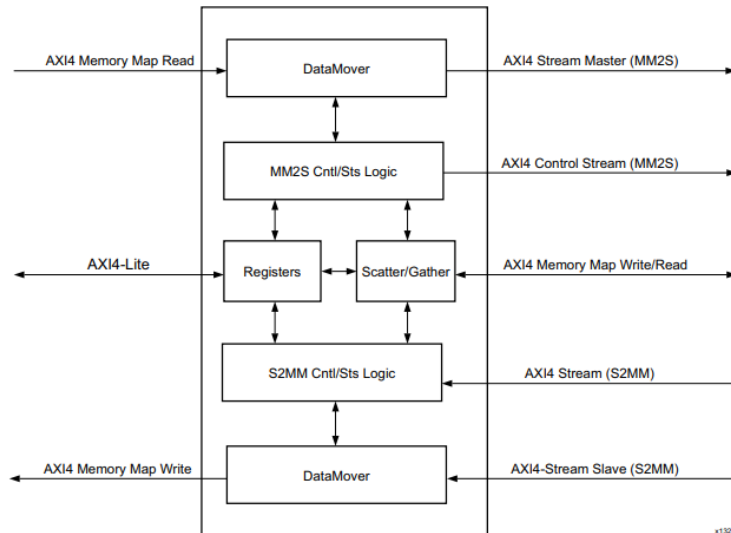 AXI4 Memory Map Read
DataMover
AXI4 Stream Master (MM2S)
MM2S Cntl/Sts Logic
AXI4 Control Stream (MM2S)
AXI4-Lite
Registers
Scatter/Gather
AXI4 Memory Map Write/Read
S2MM Cntl/Sts Logic
AXI4 Stream (S2MM)
AXI4 Memory Map Write
DataMover
AXI4-Stream Slave (S2MM)